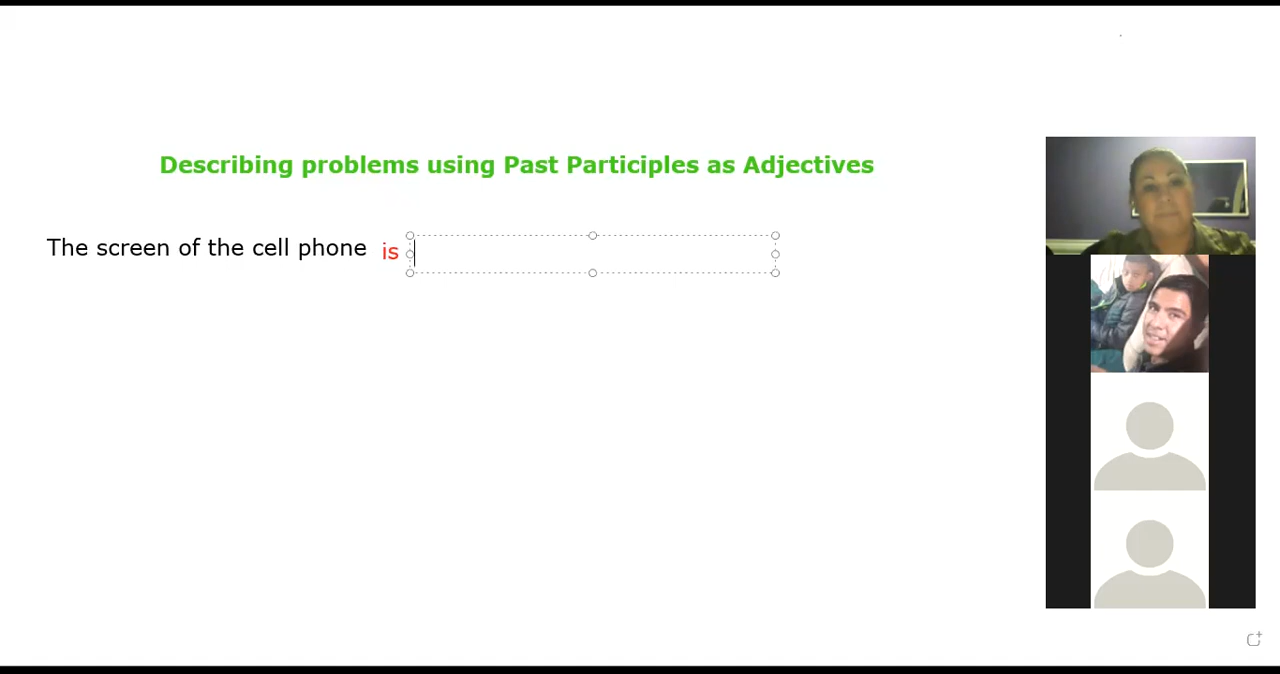 Describing problems using Past Participles as Adjectives
The screen of the cell phone is